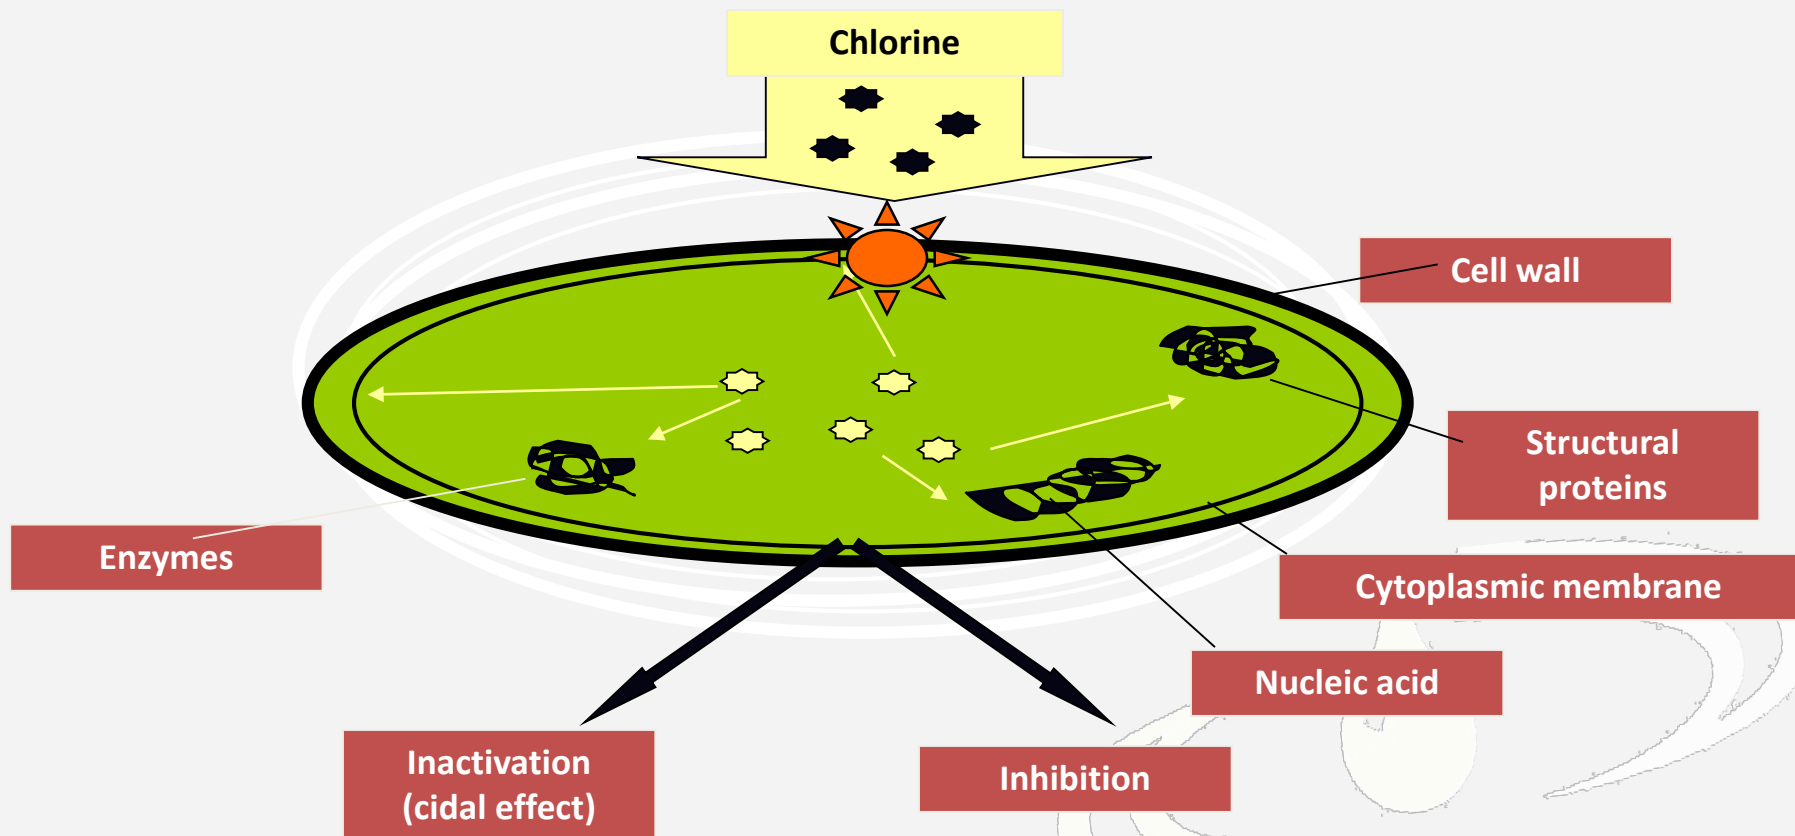 Chlorine
Cell wall
Structural
proteins
Enzymes
Cytoplasmic membrane
Nucleic acid
Inactivation
(cidal effect)
Inhibition